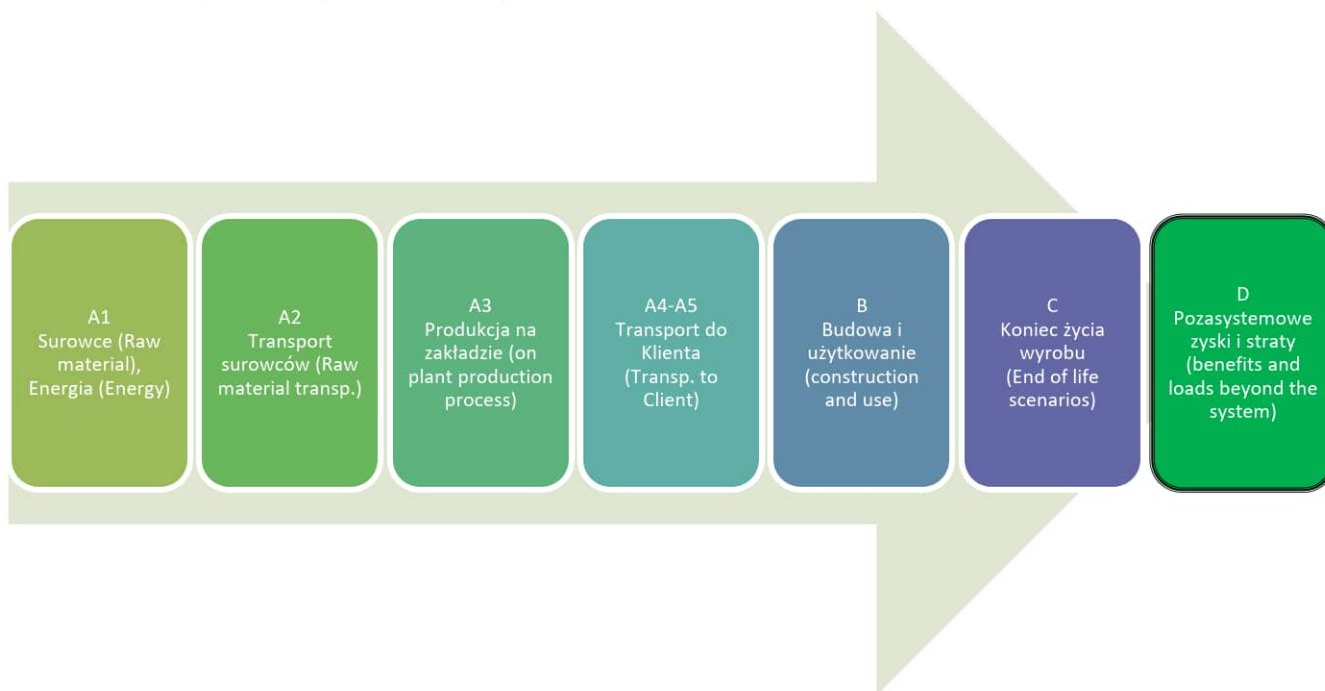 A1
Surowce (Raw
material),
Energia (Energy)
A2
Transport
surowców (Raw
material transp.)
A3
Produkcja na
zakładzie (on
plant production
process)
A4-A5
Transport do
Klienta
(Transp. to
Client)
B
Budowa i
użytkowanie
(construction
and use)
C
Koniec życia
wyrobu
(End of life
scenarios)
D
Pozasystemowe
zyski i straty
(benefits and
loads beyond the
system)